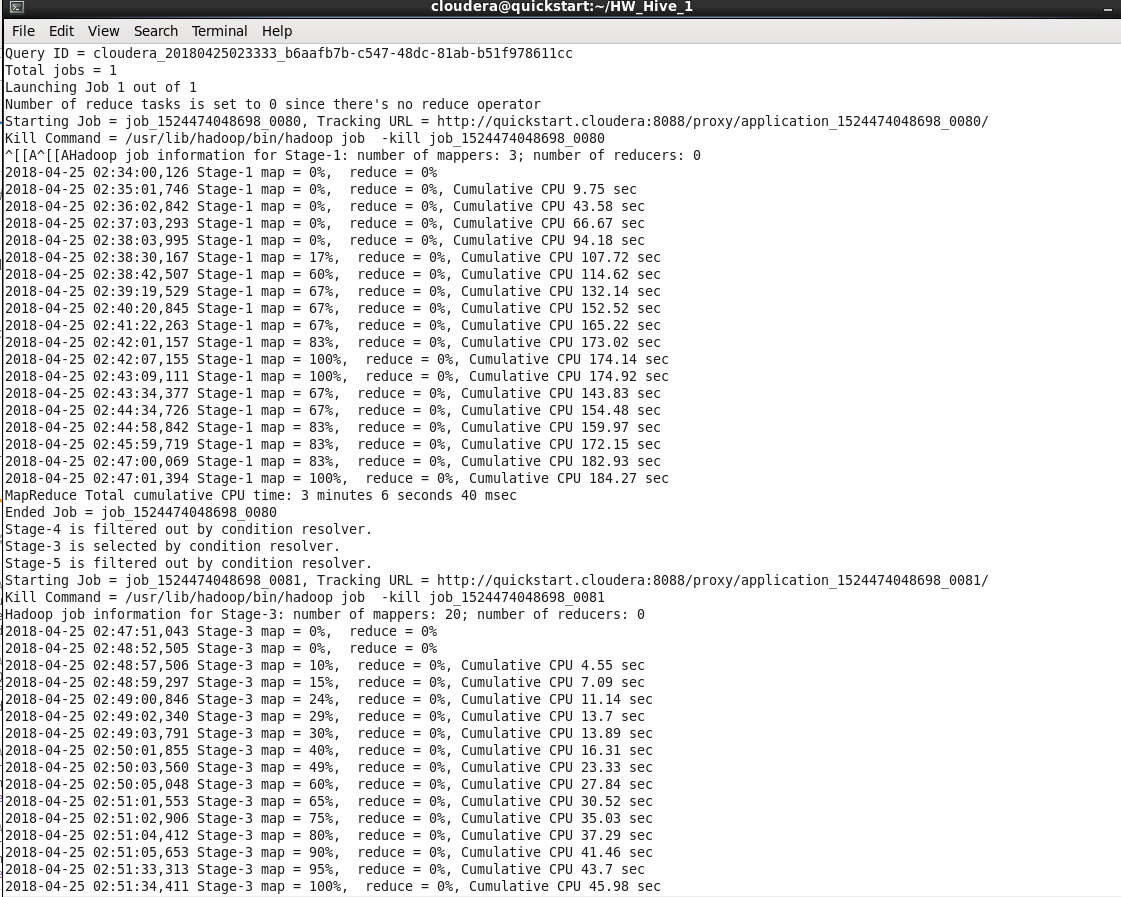 cloudera@quickstart:~/HW_Hive_1
File Edit View Search Terminal Help
Query ID = cloudera_20180425023333_b6aafb7b-c547-48dc-81ab-b51f978611cc
Total jobs = 1
Launching Job 1 out of 1
Number of reduce tasks is set to 0 since there's no reduce operator
Starting Job = job_1524474048698_0080, Tracking URL = http://quickstart.cloudera:8088/proxy/application_1524474048698_0080/
Kill Command = /usr/lib/hadoop/bin/hadoop job  -kill job_1524474048698_0080
^[[A^[[AHadoop job information for Stage-1: number of mappers: 3; number of reducers: 0
2018-04-25 02:34:00,126 Stage-1 map = 0%,  reduce = 0%
2018-04-25 02:35:01,746 Stage-1 map = 0%,  reduce = 0%, Cumulative CPU 9.75 sec
2018-04-25 02:36:02,842 Stage-1 map = 0%,  reduce = 0%, Cumulative CPU 43.58 sec
2018-04-25 02:37:03,293 Stage-1 map = 0%,  reduce = 0%, Cumulative CPU 66.67 sec
2018-04-25 02:38:03,995 Stage-1 map = 0%,  reduce = 0%, Cumulative CPU 94.18 sec
2018-04-25 02:38:30,167 Stage-1 map = 17%,  reduce = 0%, Cumulative CPU 107.72 sec
2018-04-25 02:38:42,507 Stage-1 map = 60%,  reduce = 0%, Cumulative CPU 114.62 sec
2018-04-25 02:39:19,529 Stage-1 map = 67%,  reduce = 0%, Cumulative CPU 132.14 sec
2018-04-25 02:40:20,845 Stage-1 map = 67%,  reduce = 0%, Cumulative CPU 152.52 sec
2018-04-25 02:41:22,263 Stage-1 map = 67%,  reduce = 0%, Cumulative CPU 165.22 sec
2018-04-25 02:42:01,157 Stage-1 map = 83%,  reduce = 0%, Cumulative CPU 173.02 sec
2018-04-25 02:42:07,155 Stage-1 map = 100%,  reduce = 0%, Cumulative CPU 174.14 sec
2018-04-25 02:43:09,111 Stage-1 map = 100%,  reduce = 0%, Cumulative CPU 174.92 sec
2018-04-25 02:43:34,377 Stage-1 map = 67%,  reduce = 0%, Cumulative CPU 143.83 sec
2018-04-25 02:44:34,726 Stage-1 map = 67%,  reduce = 0%, Cumulative CPU 154.48 sec
2018-04-25 02:44:58,842 Stage-1 map = 83%,  reduce = 0%, Cumulative CPU 159.97 sec
2018-04-25 02:45:59,719 Stage-1 map = 83%,  reduce = 0%, Cumulative CPU 172.15 sec
2018-04-25 02:47:00,069 Stage-1 map = 83%,  reduce = 0%, Cumulative CPU 182.93 sec
2018-04-25 02:47:01,394 Stage-1 map = 100%,  reduce = 0%, Cumulative CPU 184.27 sec
MapReduce Total cumulative CPU time: 3 minutes 6 seconds 40 msec
Ended Job = job_1524474048698_0080
Stage-4 is filtered out by condition resolver.
Stage-3 is selected by condition resolver.
Stage-5 is filtered out by condition resolver.
Starting Job = job_1524474048698_0081, Tracking URL = http://quickstart.cloudera:8088/proxy/application_1524474048698_0081/
Kill Command = /usr/lib/hadoop/bin/hadoop job  -kill job_1524474048698_0081
Hadoop job information for Stage-3: number of mappers: 20; number of reducers: 0
2018-04-25 02:47:51,043 Stage-3 map = 0%,  reduce = 0%
2018-04-25 02:48:52,505 Stage-3 map = 0%,  reduce = 0%
2018-04-25 02:48:57,506 Stage-3 map = 10%,  reduce = 0%, Cumulative CPU 4.55 sec
2018-04-25 02:48:59,297 Stage-3 map = 15%,  reduce = 0%, Cumulative CPU 7.09 sec
2018-04-25 02:49:00,846 Stage-3 map = 24%,  reduce = 0%, Cumulative CPU 11.14 sec
2018-04-25 02:49:02,340 Stage-3 map = 29%,  reduce = 0%, Cumulative CPU 13.7 sec
2018-04-25 02:49:03,791 Stage-3 map = 30%,  reduce = 0%, Cumulative CPU 13.89 sec
2018-04-25 02:50:01,855 Stage-3 map = 40%,  reduce = 0%, Cumulative CPU 16.31 sec
2018-04-25 02:50:03,560 Stage-3 map = 49%,  reduce = 0%, Cumulative CPU 23.33 sec
2018-04-25 02:50:05,048 Stage-3 map = 60%,  reduce = 0%, Cumulative CPU 27.84 sec
2018-04-25 02:51:01,553 Stage-3 map = 65%,  reduce = 0%, Cumulative CPU 30.52 sec
2018-04-25 02:51:02,906 Stage-3 map = 75%,  reduce = 0%, Cumulative CPU 35.03 sec
2018-04-25 02:51:04,412 Stage-3 map = 80%,  reduce = 0%, Cumulative CPU 37.29 sec
2018-04-25 02:51:05,653 Stage-3 map = 90%,  reduce = 0%, Cumulative CPU 41.46 sec
2018-04-25 02:51:33,313 Stage-3 map = 95%,  reduce = 0%, Cumulative CPU 43.7 sec
2018-04-25 02:51:34,411 Stage-3 map = 100%,  reduce = 0%, Cumulative CPU 45.98 sec